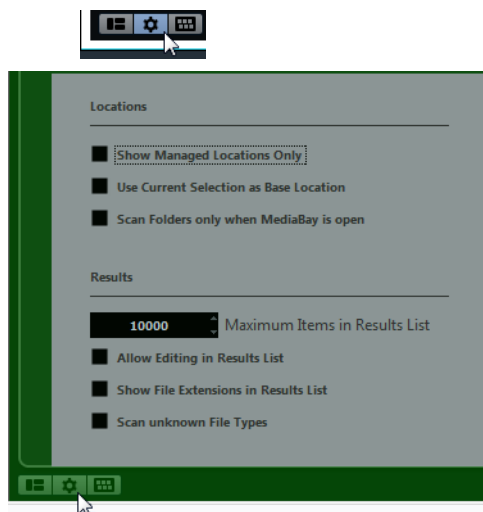 Locations
Show Managed Locations Only
Use Current Selection as Base Location
Scan Folders only when MediaBay is open
Results
10000 Maximum Items in Results List
Allow Editing in Results List
Show File Extensions in Results List
Scan unknown File Types